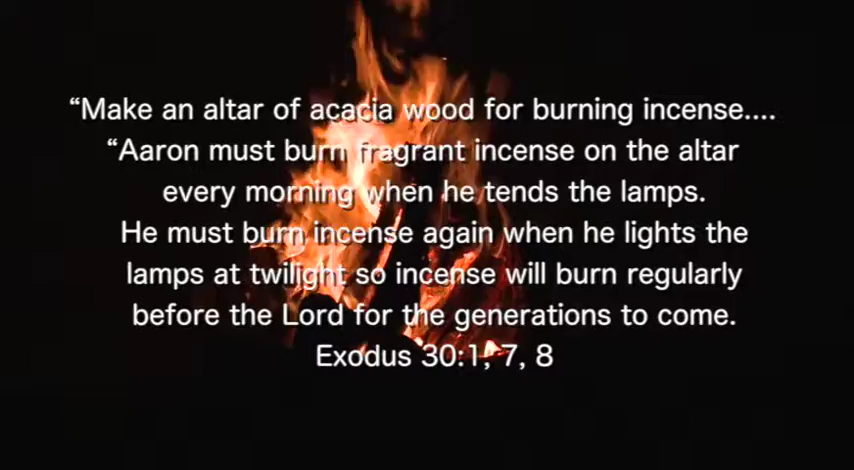 “Make an altar of acacia wood for burning incense....
“Aaron must burn fragrant incense on the altar
every morning when he tends the lamps.
He must burn incense again when he lights the
lamps at twilight so incense will burn regularly
before the Lord for the generations to come.
Exodus 30:1, 7, 8